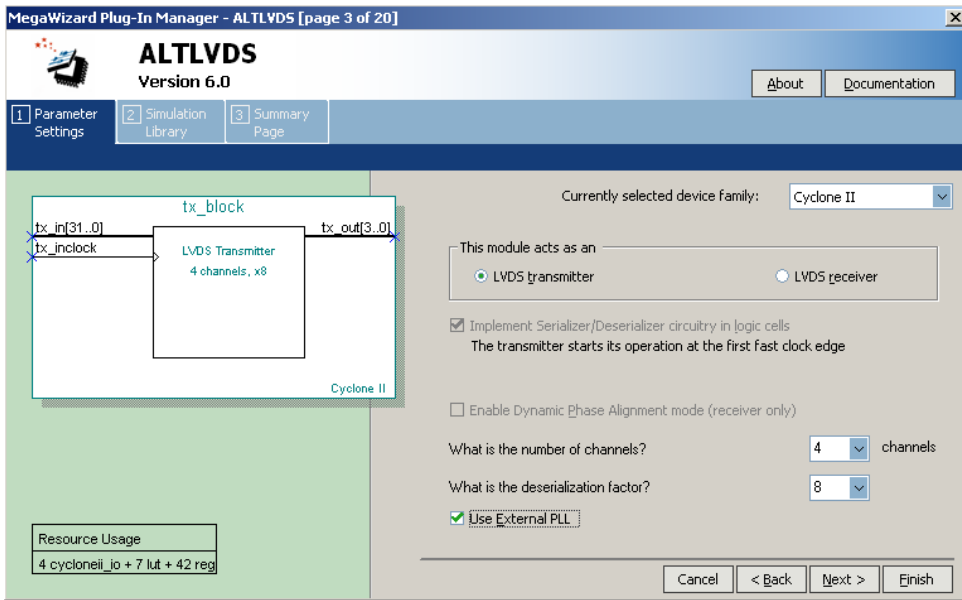 MegaWizard Plug-In Manager - ALTLVDS [page 3 of 20]
ALTLVDS
Version 6.0
About
Documentation
1 Parameter Settings
2 Simulation Library
3 Summary Page
Currently selected device family:
Cyclone II
tx_block
tx_in[31..0]
tx_inclock
tx_out[3..0]
LVDS Transmitter
4 channels, x8
Cyclone II
This module acts as an
LVDS transmitter
LVDS receiver
Implement Serializer/Deserializer circuitry in logic cells
The transmitter starts its operation at the first fast clock edge
Enable Dynamic Phase Alignment mode (receiver only)
What is the number of channels?
4
channels
What is the deserialization factor?
8
Use External PLL
Resource Usage
4 cycloneii_io + 7 lut + 42 reg
Cancel
< Back
Next >
Finish